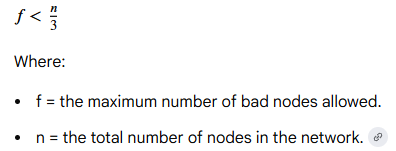 f < n/3
Where:
• f = the maximum number of bad nodes allowed.
• n = the total number of nodes in the network.